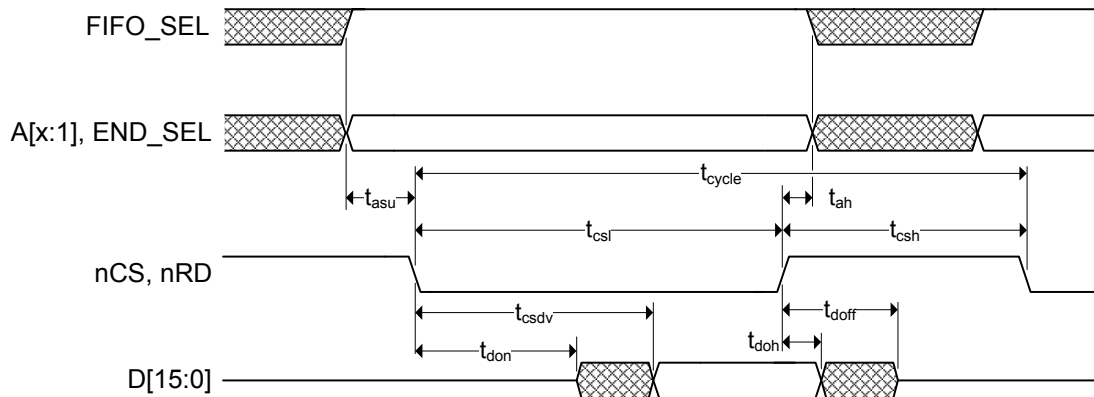 FIFO_SEL
A[x:1], END_SEL
tcycle
tasu
tah
tcsl
tcsh
nCS, nRD
tcsdv
tdoff
tdon
tdoh
D[15:0]